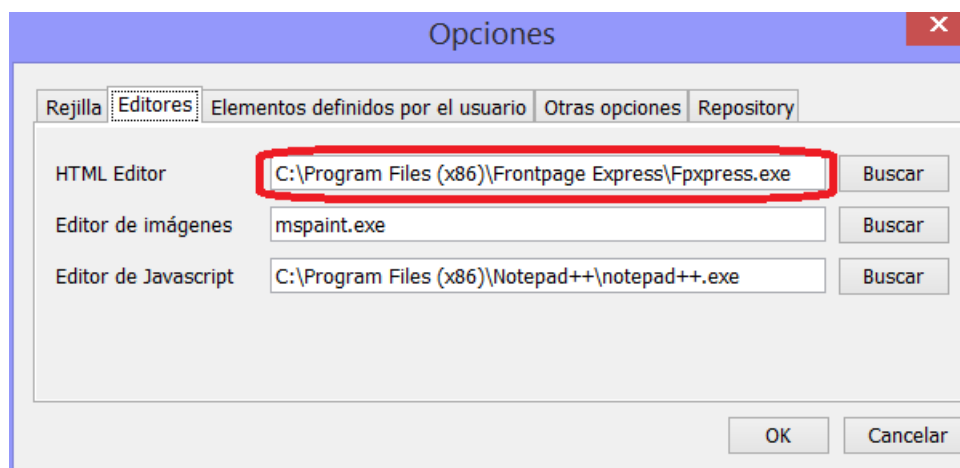 Opciones
Rejilla Editores Elementos definidos por el usuario Otras opciones Repository
HTML Editor C:\Program Files (x86)\Frontpage Express\Fpxpress.exe Buscar
Editor de imágenes mspaint.exe Buscar
Editor de Javascript C:\Program Files (x86)\Notepad++\notepad++.exe Buscar
OK Cancelar